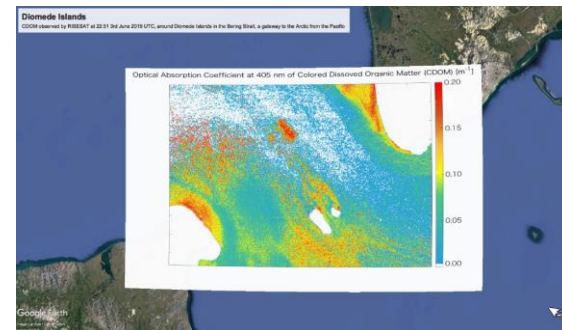 Diomede Islands
CDOM observed by RISESAT at 22:31 3rd June 2019 UTC, around Diomede Islands in the Bering Strait, a gateway to the Arctic from the Pacific
Optical Absorption Coefficient at 405 nm of Colored Dissoved Organic Matter (CDOM) [m⁻¹]
0.20
0.15
0.10
0.05
0.00
Google Earth